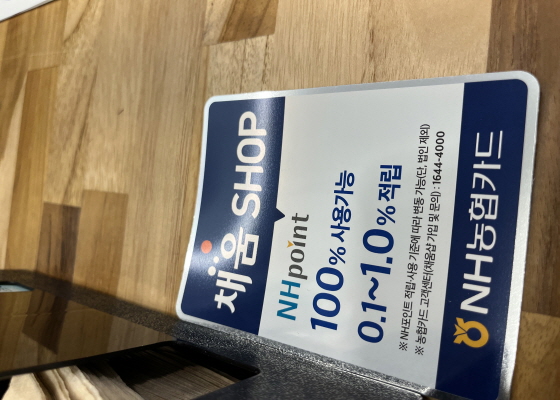 채움 SHOP
NHpoint
100% 사용가능
0.1~1.0% 적립
※ NH포인트 적립·사용 기준에 따라 변동 가능(단, 법인 제외)
※ 농협카드 고객센터(채움샵 가입 및 문의) : 1644-4000
NH농협카드